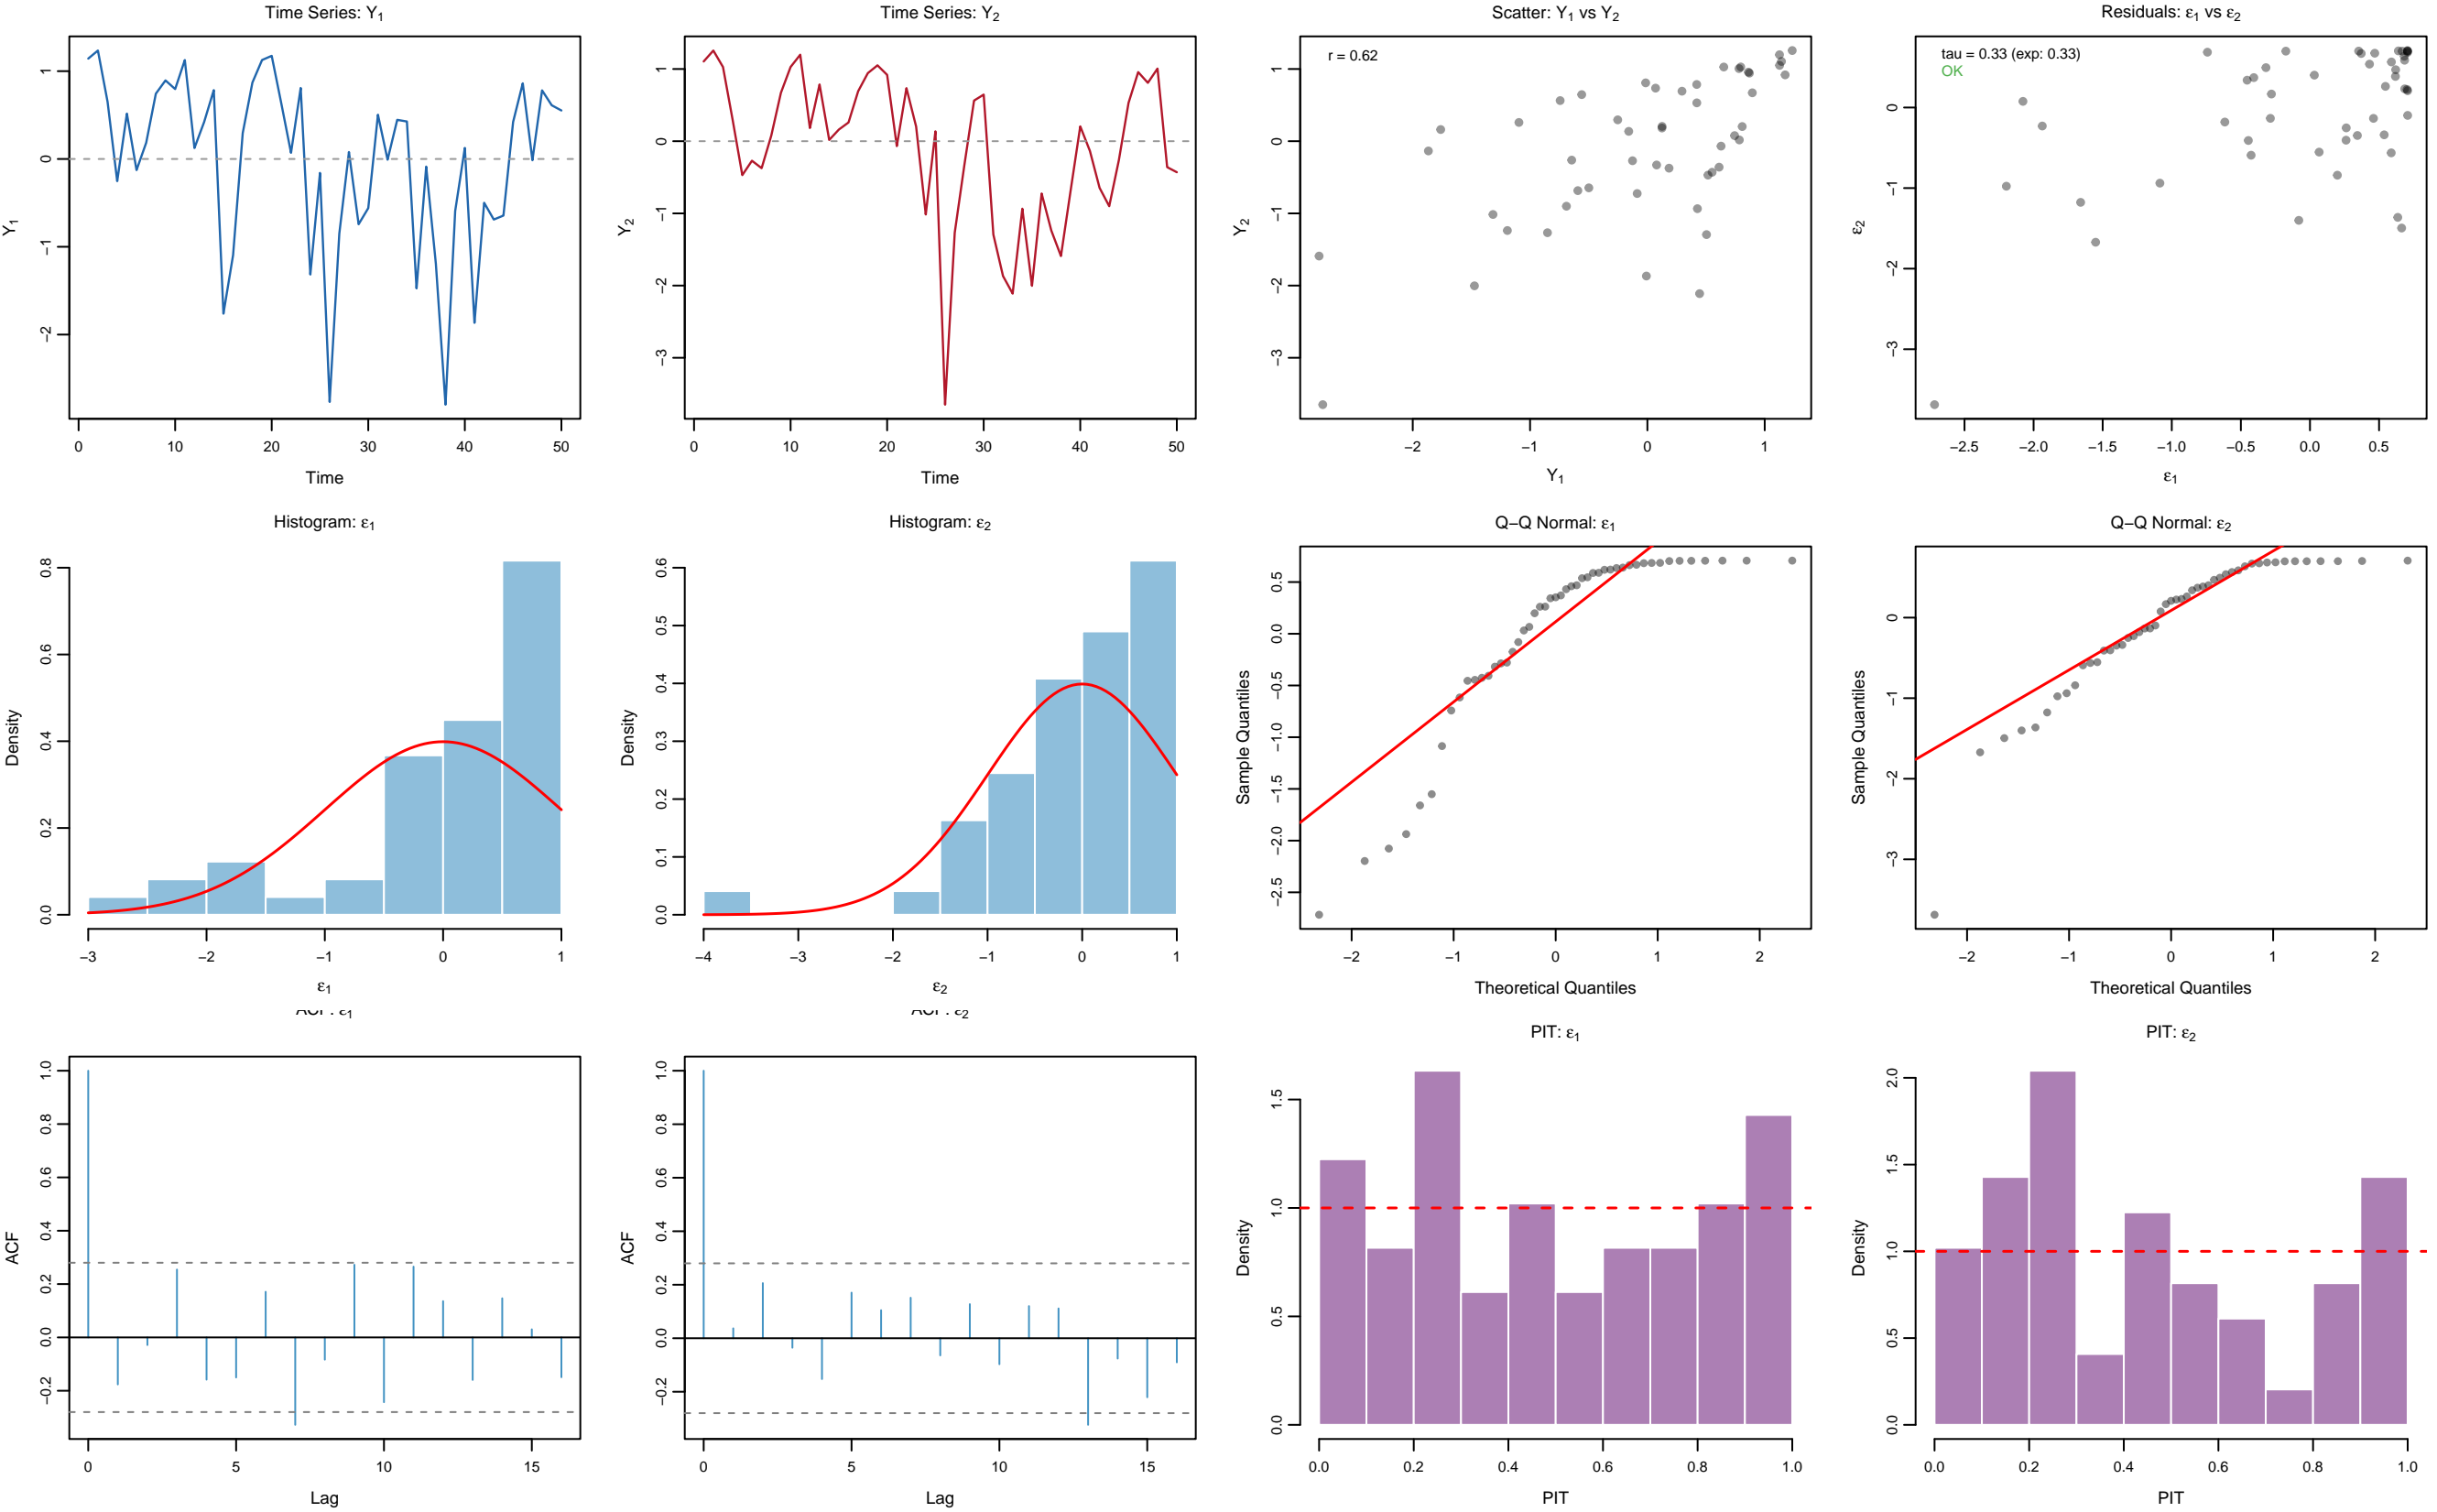 Time Series: Y1
1
0
−1
−2
Y1
0 10 20 30 40 50
Time
Time Series: Y2
1
0
−1
−2
−3
Y2
0 10 20 30 40 50
Time
Scatter: Y1 vs Y2
r = 0.62
1
0
−1
−2
−3
Y2
−2 −1 0 1
Y1
Residuals: ε1 vs ε2
tau = 0.33 (exp: 0.33)
OK
0
−1
−2
−3
ε2
−2.5 −2.0 −1.5 −1.0 −0.5 0.0 0.5
ε1
Histogram: ε1
0.8
0.6
0.4
0.2
0.0
Density
−3 −2 −1 0 1
ε1
Histogram: ε2
0.6
0.5
0.4
0.3
0.2
0.1
0.0
Density
−4 −3 −2 −1 0 1
ε2
Q−Q Normal: ε1
0.5
0.0
−0.5
−1.0
−1.5
−2.0
−2.5
Sample Quantiles
−2 −1 0 1 2
Theoretical Quantiles
Q−Q Normal: ε2
0
−1
−2
−3
Sample Quantiles
−2 −1 0 1 2
Theoretical Quantiles
ACF: ε1
1.0
0.8
0.6
0.4
0.2
0.0
−0.2
ACF
0 5 10 15
Lag
ACF: ε2
1.0
0.8
0.6
0.4
0.2
0.0
−0.2
ACF
0 5 10 15
Lag
PIT: ε1
1.5
1.0
0.5
0.0
Density
0.0 0.2 0.4 0.6 0.8 1.0
PIT
PIT: ε2
2.0
1.5
1.0
0.5
0.0
Density
0.0 0.2 0.4 0.6 0.8 1.0
PIT